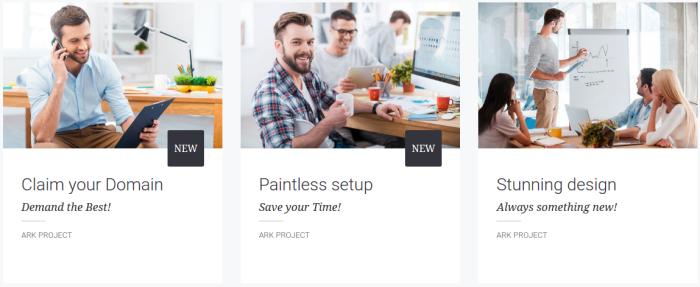 NEW
Claim your Domain
Demand the Best!
ARK PROJECT
NEW
Paintless setup
Save your Time!
ARK PROJECT
Stunning design
Always something new!
ARK PROJECT